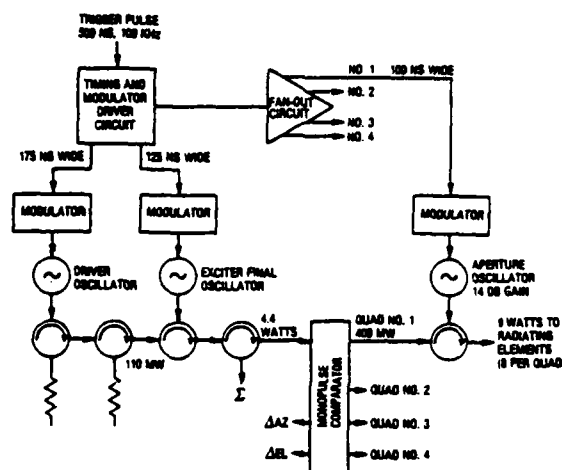 TRIGGER PULSE
500 NS, 100 KHz
TIMING AND
MODULATOR
DRIVER
CIRCUIT
FAN-OUT
CIRCUIT
NO. 1 100 NS WIDE
NO. 2
NO. 3
NO. 4
175 NS WIDE
125 NS WIDE
MODULATOR
MODULATOR
MODULATOR
DRIVER
OSCILLATOR
EXCITER FINAL
OSCILLATOR
APERTURE
OSCILLATOR
14 DB GAIN
110 MW
4.4
WATTS
Σ
MONOPULSE
COMPARATOR
QUAD NO. 1
400 MW
9 WATTS TO
RADIATING
ELEMENTS
(8 PER QUAD
QUAD NO. 2
QUAD NO. 3
QUAD NO. 4
ΔAZ
ΔEL